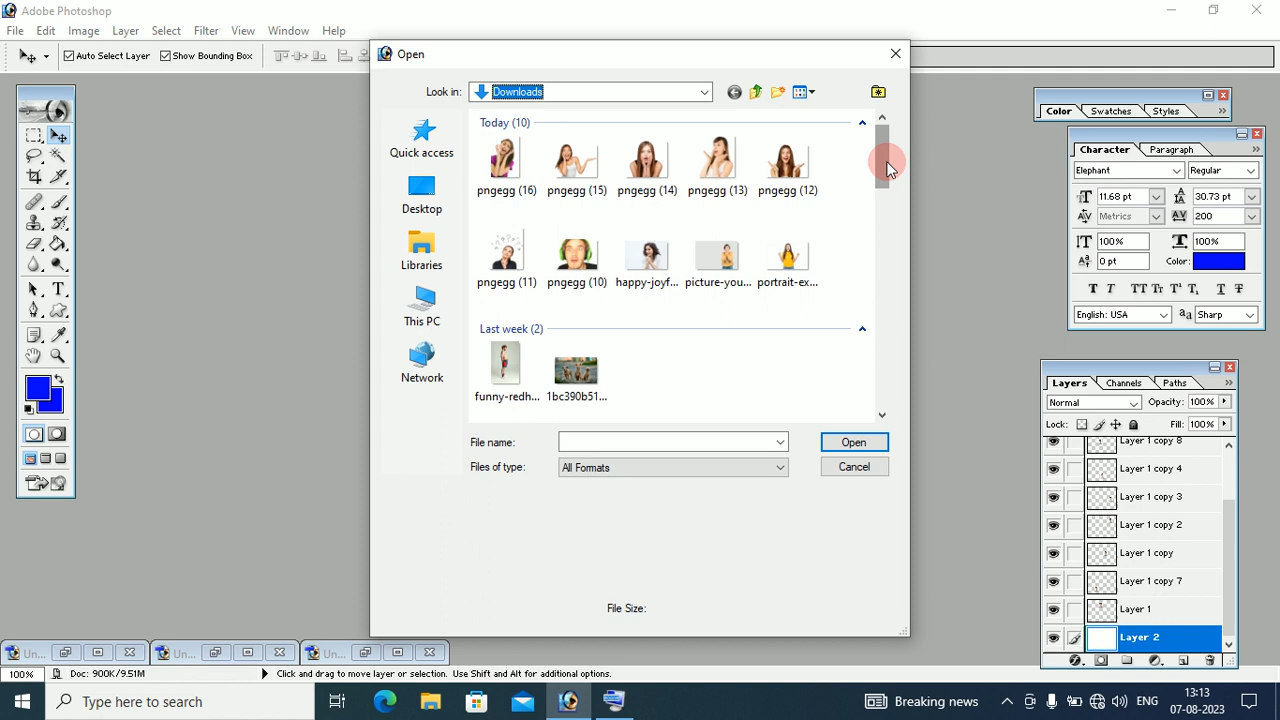 Adobe Photoshop
File Edit Image Layer Select Filter View Window Help
Auto Select Layer Show Bounding Box
Open
Look in: Downloads
Quick access
Desktop
Libraries
This PC
Network
Today (10)
pngegg (16) pngegg (15) pngegg (14) pngegg (13) pngegg (12)
pngegg (11) pngegg (10) happy-joyf... picture-you... portrait-ex...
Last week (2)
funny-redh... 1bc390b51...
File name: Open
Files of type: All Formats Cancel
File Size:
Color Swatches Styles
Character Paragraph
Elephant Regular
11.68 pt 30.73 pt
Metrics 200
100% 100%
0 pt Color:
English: USA Sharp
Layers Channels Paths
Normal Opacity: 100%
Lock: Fill: 100%
Layer 1 copy 8
Layer 1 copy 4
Layer 1 copy 3
Layer 1 copy 2
Layer 1 copy
Layer 1 copy 7
Layer 1
Layer 2
Un... Un... Un...
100% Doc: 900K/9.51M Click and drag to move layer or selection. Use Shift and Alt for additional options.
Type here to search
Breaking news
ENG
13:13
07-08-2023